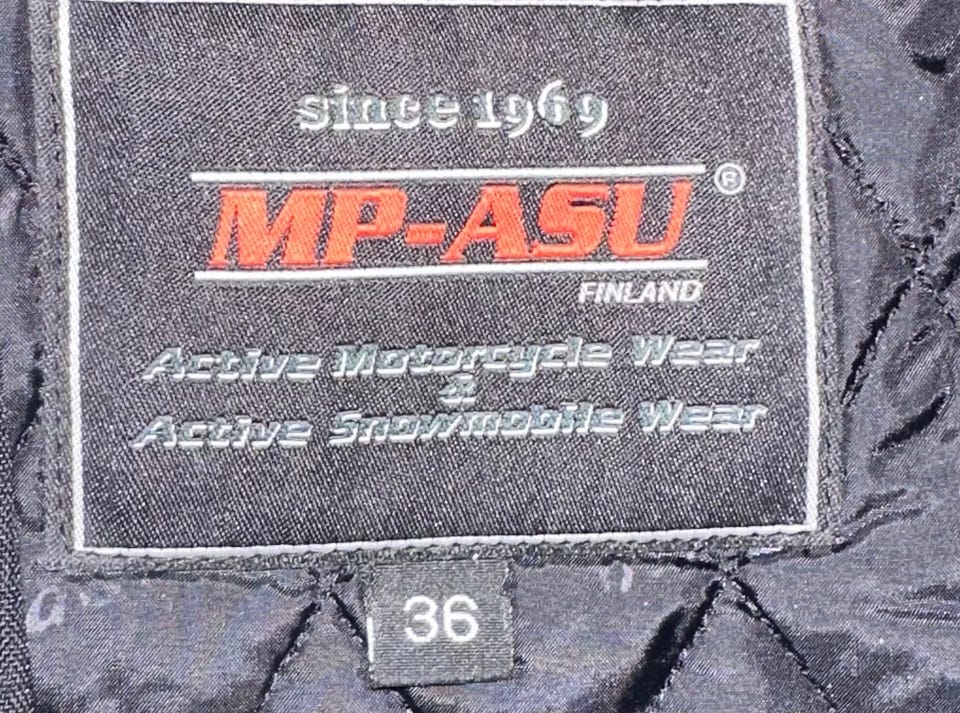 since 1969
MP-ASU ®
FINLAND
Active Motorcycle Wear
&
Active Snowmobile Wear
36